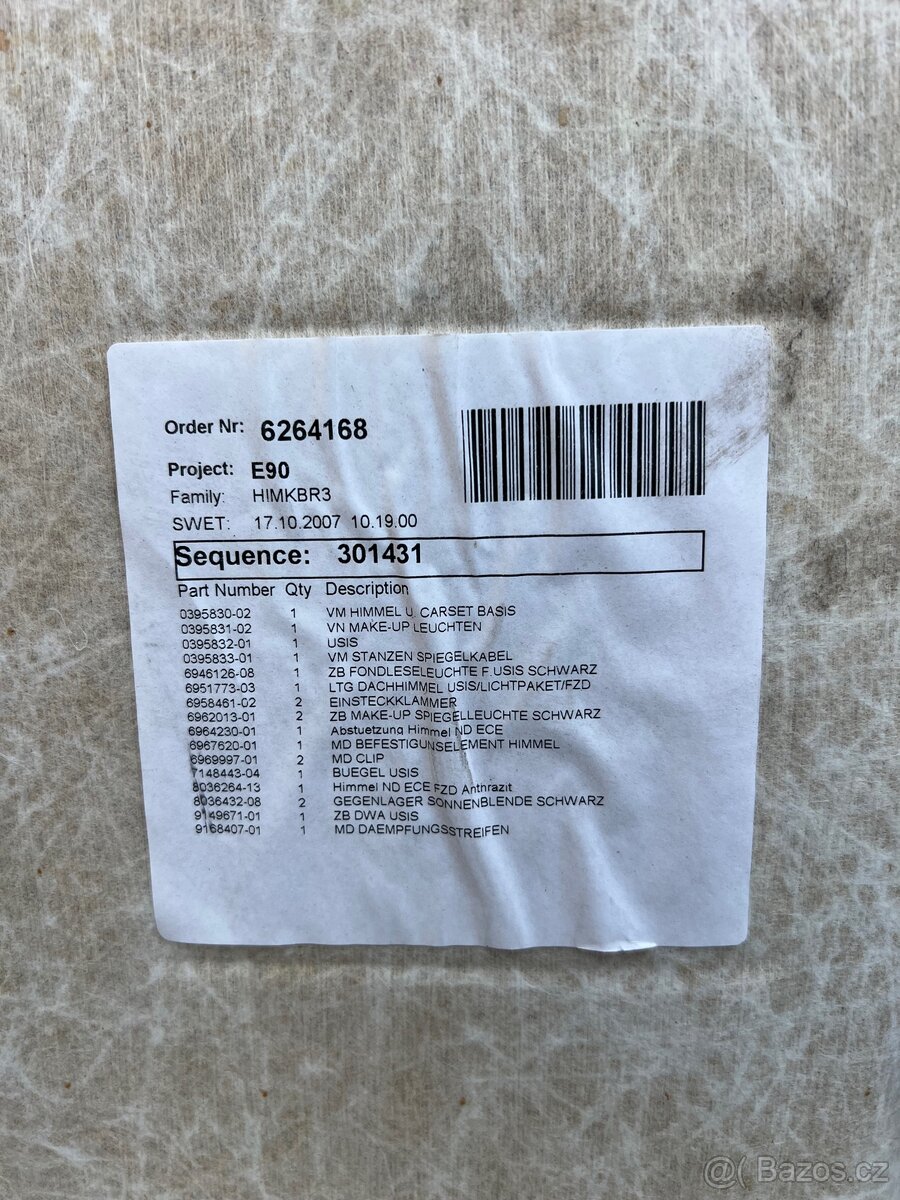 Order Nr: 6264168
Project: E90
Family: HIMKBR3
SWET: 17.10.2007 10.19.00
Sequence: 301431
Part Number Qty Description
0395830-02 1 VM HIMMEL U. CARSET BASIS
0395831-02 1 VN MAKE-UP LEUCHTEN
0395832-01 1 USIS
0395833-01 1 VM STANZEN SPIEGELKABEL
6946126-08 1 ZB FONDLESELEUCHTE F.USIS SCHWARZ
6951773-03 1 LTG DACHHIMMEL USIS/LICHTPAKET/FZD
6958461-02 2 EINSTECKKLAMMER
6962013-01 2 ZB MAKE-UP SPIEGELLEUCHTE SCHWARZ
6964230-01 1 Abstuetzung Himmel ND ECE
6967620-01 1 MD BEFESTIGUNSELEMENT HIMMEL
6969997-01 2 MD CLIP
7148443-04 1 BUEGEL USIS
8036264-13 1 Himmel ND ECE FZD Anthrazit
8036432-08 2 GEGENLAGER SONNENBLENDE SCHWARZ
9149671-01 1 ZB DWA USIS
9168407-01 1 MD DAEMPFUNGSSTREIFEN
@( Bazos.cz